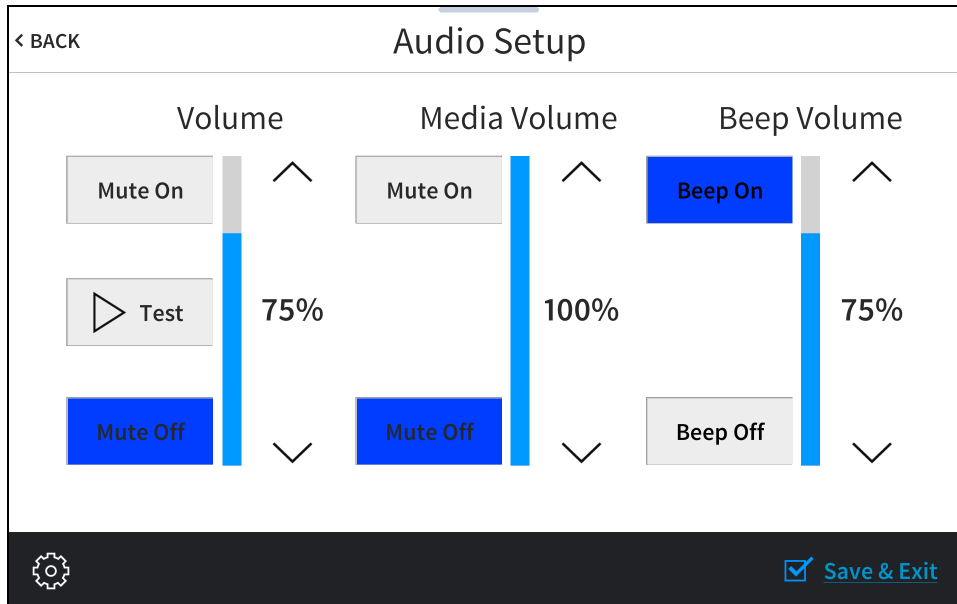 < BACK
Audio Setup
Volume
Media Volume
Beep Volume
Mute On
Mute On
Beep On
Test
75%
100%
75%
Mute Off
Mute Off
Beep Off
Save & Exit